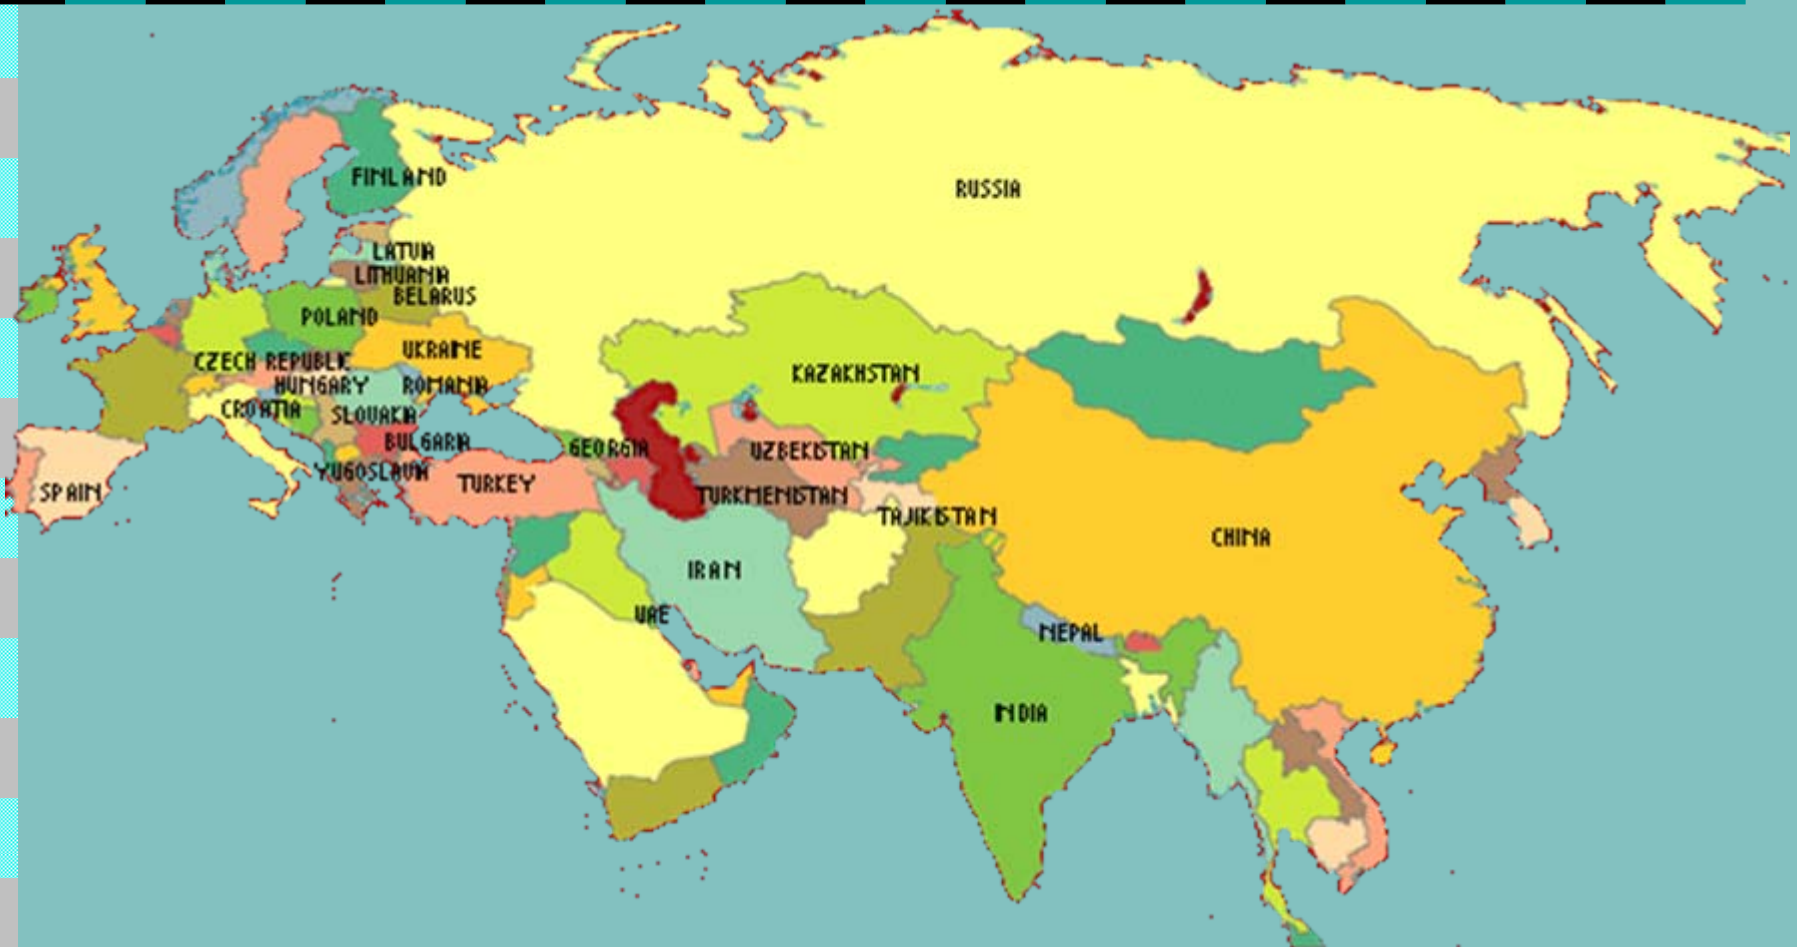 FINLAND
RUSSIA
LATVIA
LITHUANIA
BELARUS
POLAND
UKRAINE
CZECH REPUBLIC
KAZAKHSTAN
HUNGARY
ROMANIA
CROATIA
SLOVAKIA
BULGARIA
GEORGIA
UZBEKISTAN
YUGOSLAVIA
TURKEY
SPAIN
TURKMENISTAN
TAJIKISTAN
CHINA
IRAN
UAE
NEPAL
INDIA